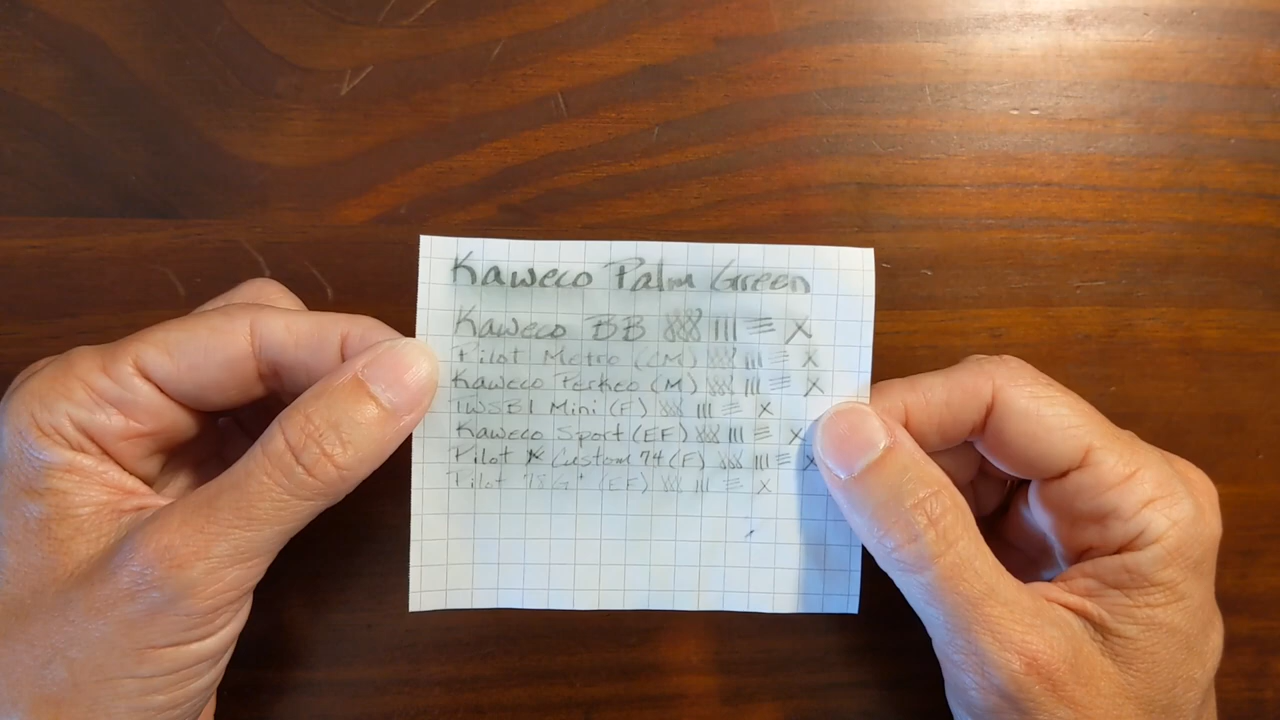 Kaweco Palm Green
Kaweco BB
Pilot Metro (CM)
Kaweco Perkeo (M)
TWSBI Mini (F)
Kaweco Sport (EF)
Pilot Custom 74 (F)
Pilot "78G" (EF)